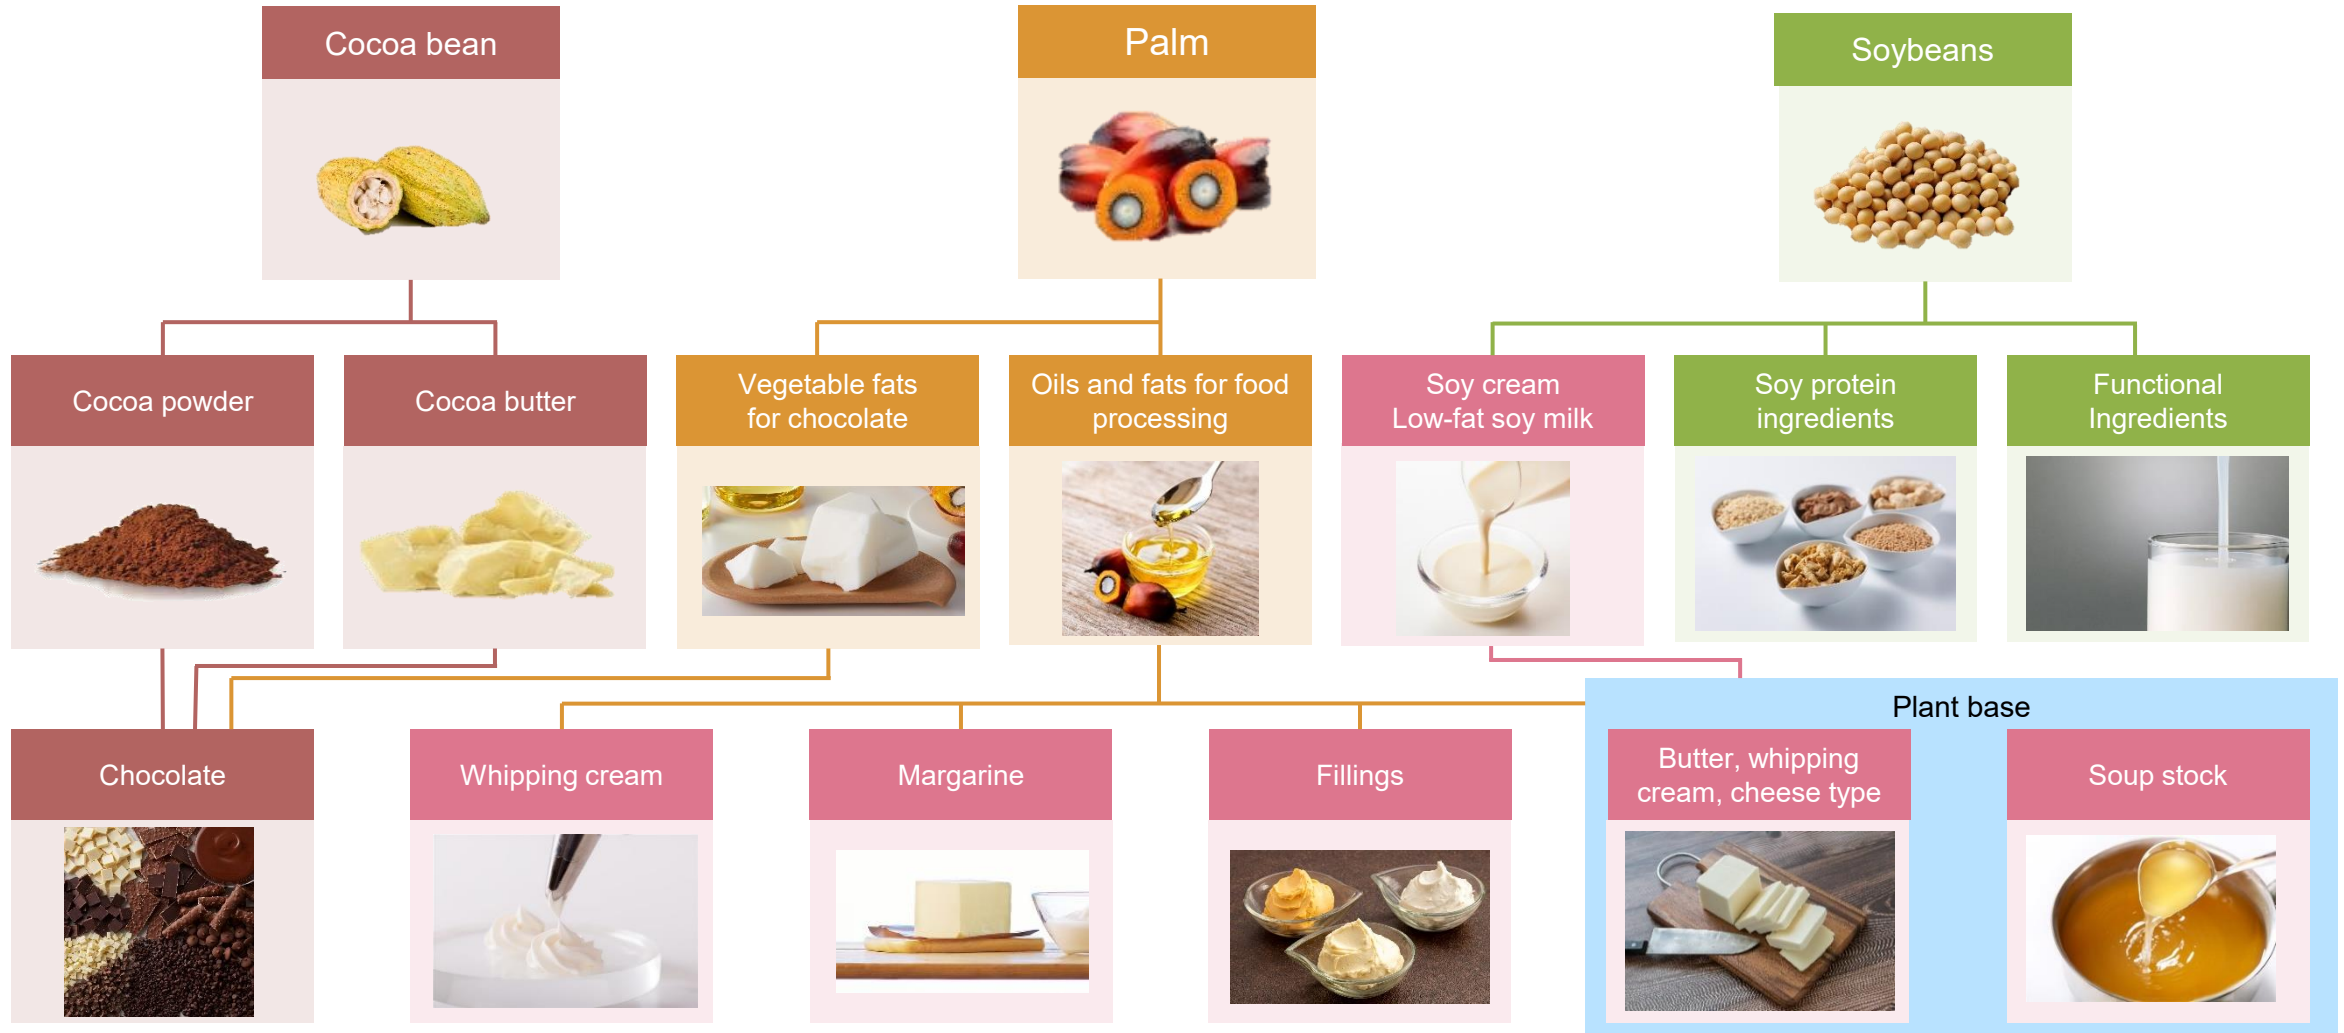 Cocoa bean
Palm
Soybeans
Cocoa powder
Cocoa butter
Vegetable fats
for chocolate
Oils and fats for food
processing
Soy cream
Low-fat soy milk
Soy protein
ingredients
Functional
Ingredients
Plant base
Chocolate
Whipping cream
Margarine
Fillings
Butter, whipping
cream, cheese type
Soup stock